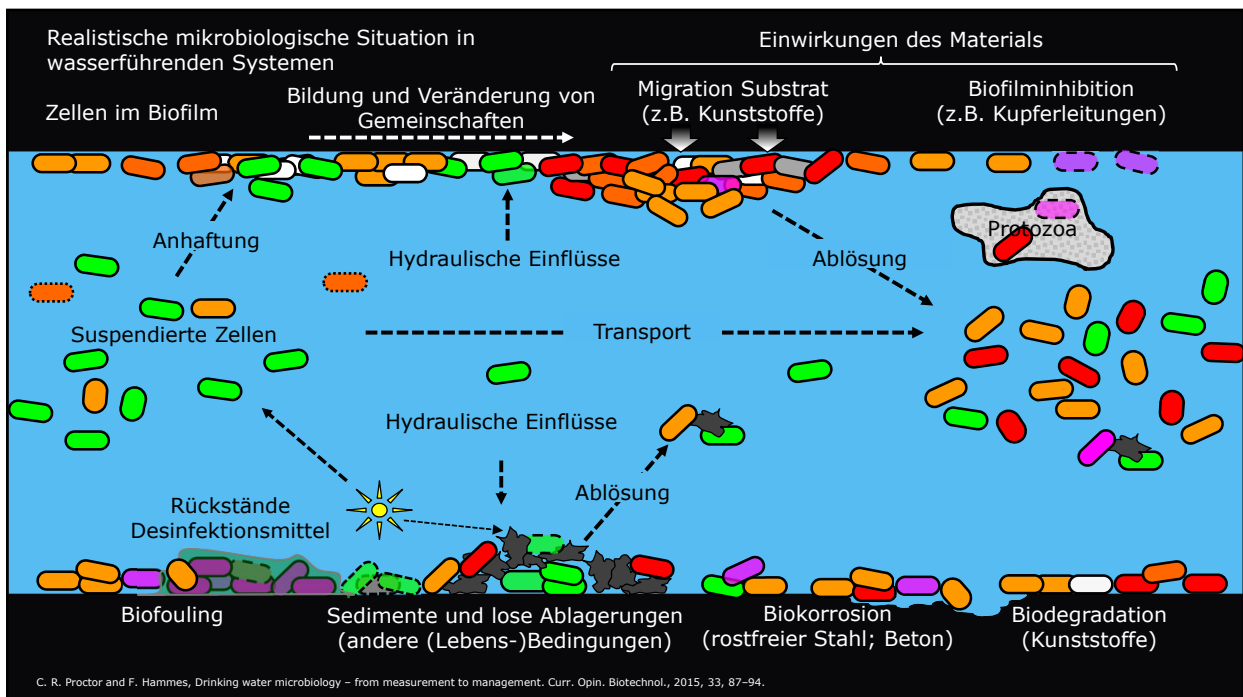 Realistische mikrobiologische Situation in
wasserführenden Systemen
Einwirkungen des Materials
Zellen im Biofilm
Bildung und Veränderung von
Gemeinschaften
Migration Substrat
(z.B. Kunststoffe)
Biofilminhibition
(z.B. Kupferleitungen)
Anhaftung
Hydraulische Einflüsse
Ablösung
Protozoa
Suspendierte Zellen
Transport
Hydraulische Einflüsse
Ablösung
Rückstände
Desinfektionsmittel
Biofouling
Sedimente und lose Ablagerungen
(andere (Lebens-)Bedingungen)
Biokorrosion
(rostfreier Stahl; Beton)
Biodegradation
(Kunststoffe)
C. R. Proctor and F. Hammes, Drinking water microbiology – from measurement to management. Curr. Opin. Biotechnol., 2015, 33, 87–94.